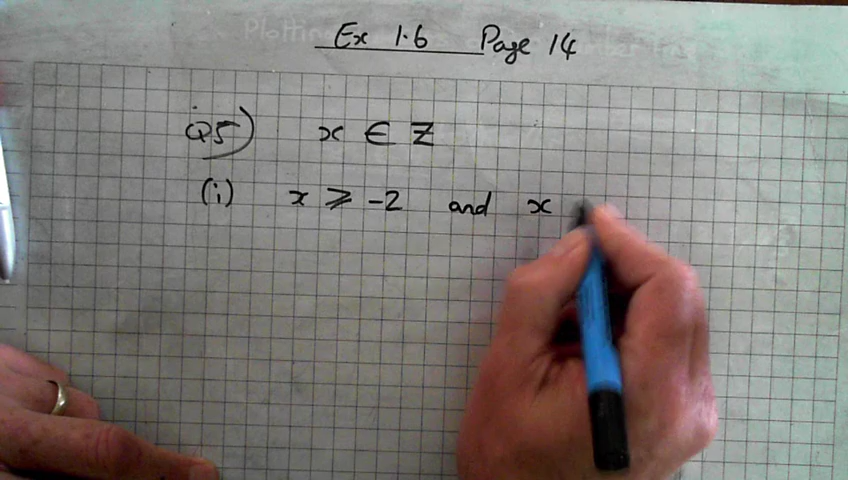 Ex 1.6 Page 14
Q5) x ∈ Z
(i) x ⩾ -2 and x